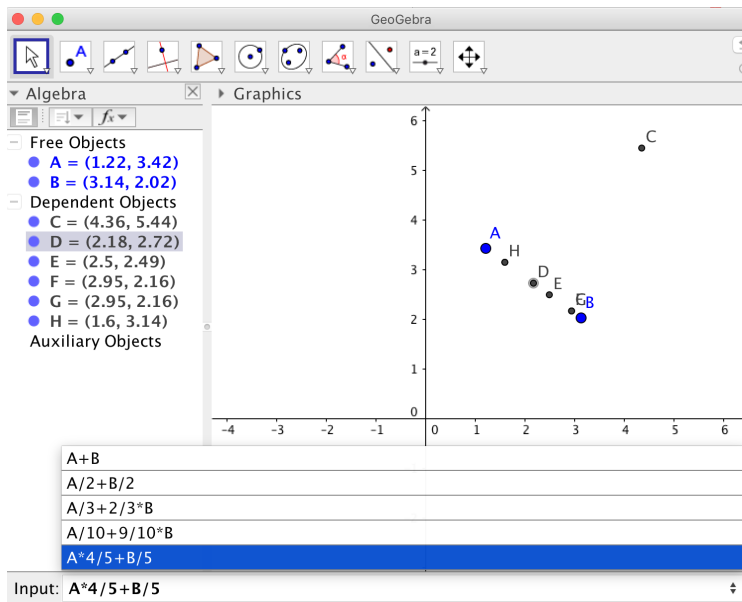 GeoGebra
A
α
a=2
Algebra
Graphics
fx
Free Objects
A = (1.22, 3.42)
B = (3.14, 2.02)
Dependent Objects
C = (4.36, 5.44)
D = (2.18, 2.72)
E = (2.5, 2.49)
F = (2.95, 2.16)
G = (2.95, 2.16)
H = (1.6, 3.14)
Auxiliary Objects
6
C
5
4
A
H
3
D
E
B
2
1
0
-4 -3 -2 -1 0 1 2 3 4 5 6
A+B
A/2+B/2
A/3+2/3*B
A/10+9/10*B
A*4/5+B/5
Input: A*4/5+B/5